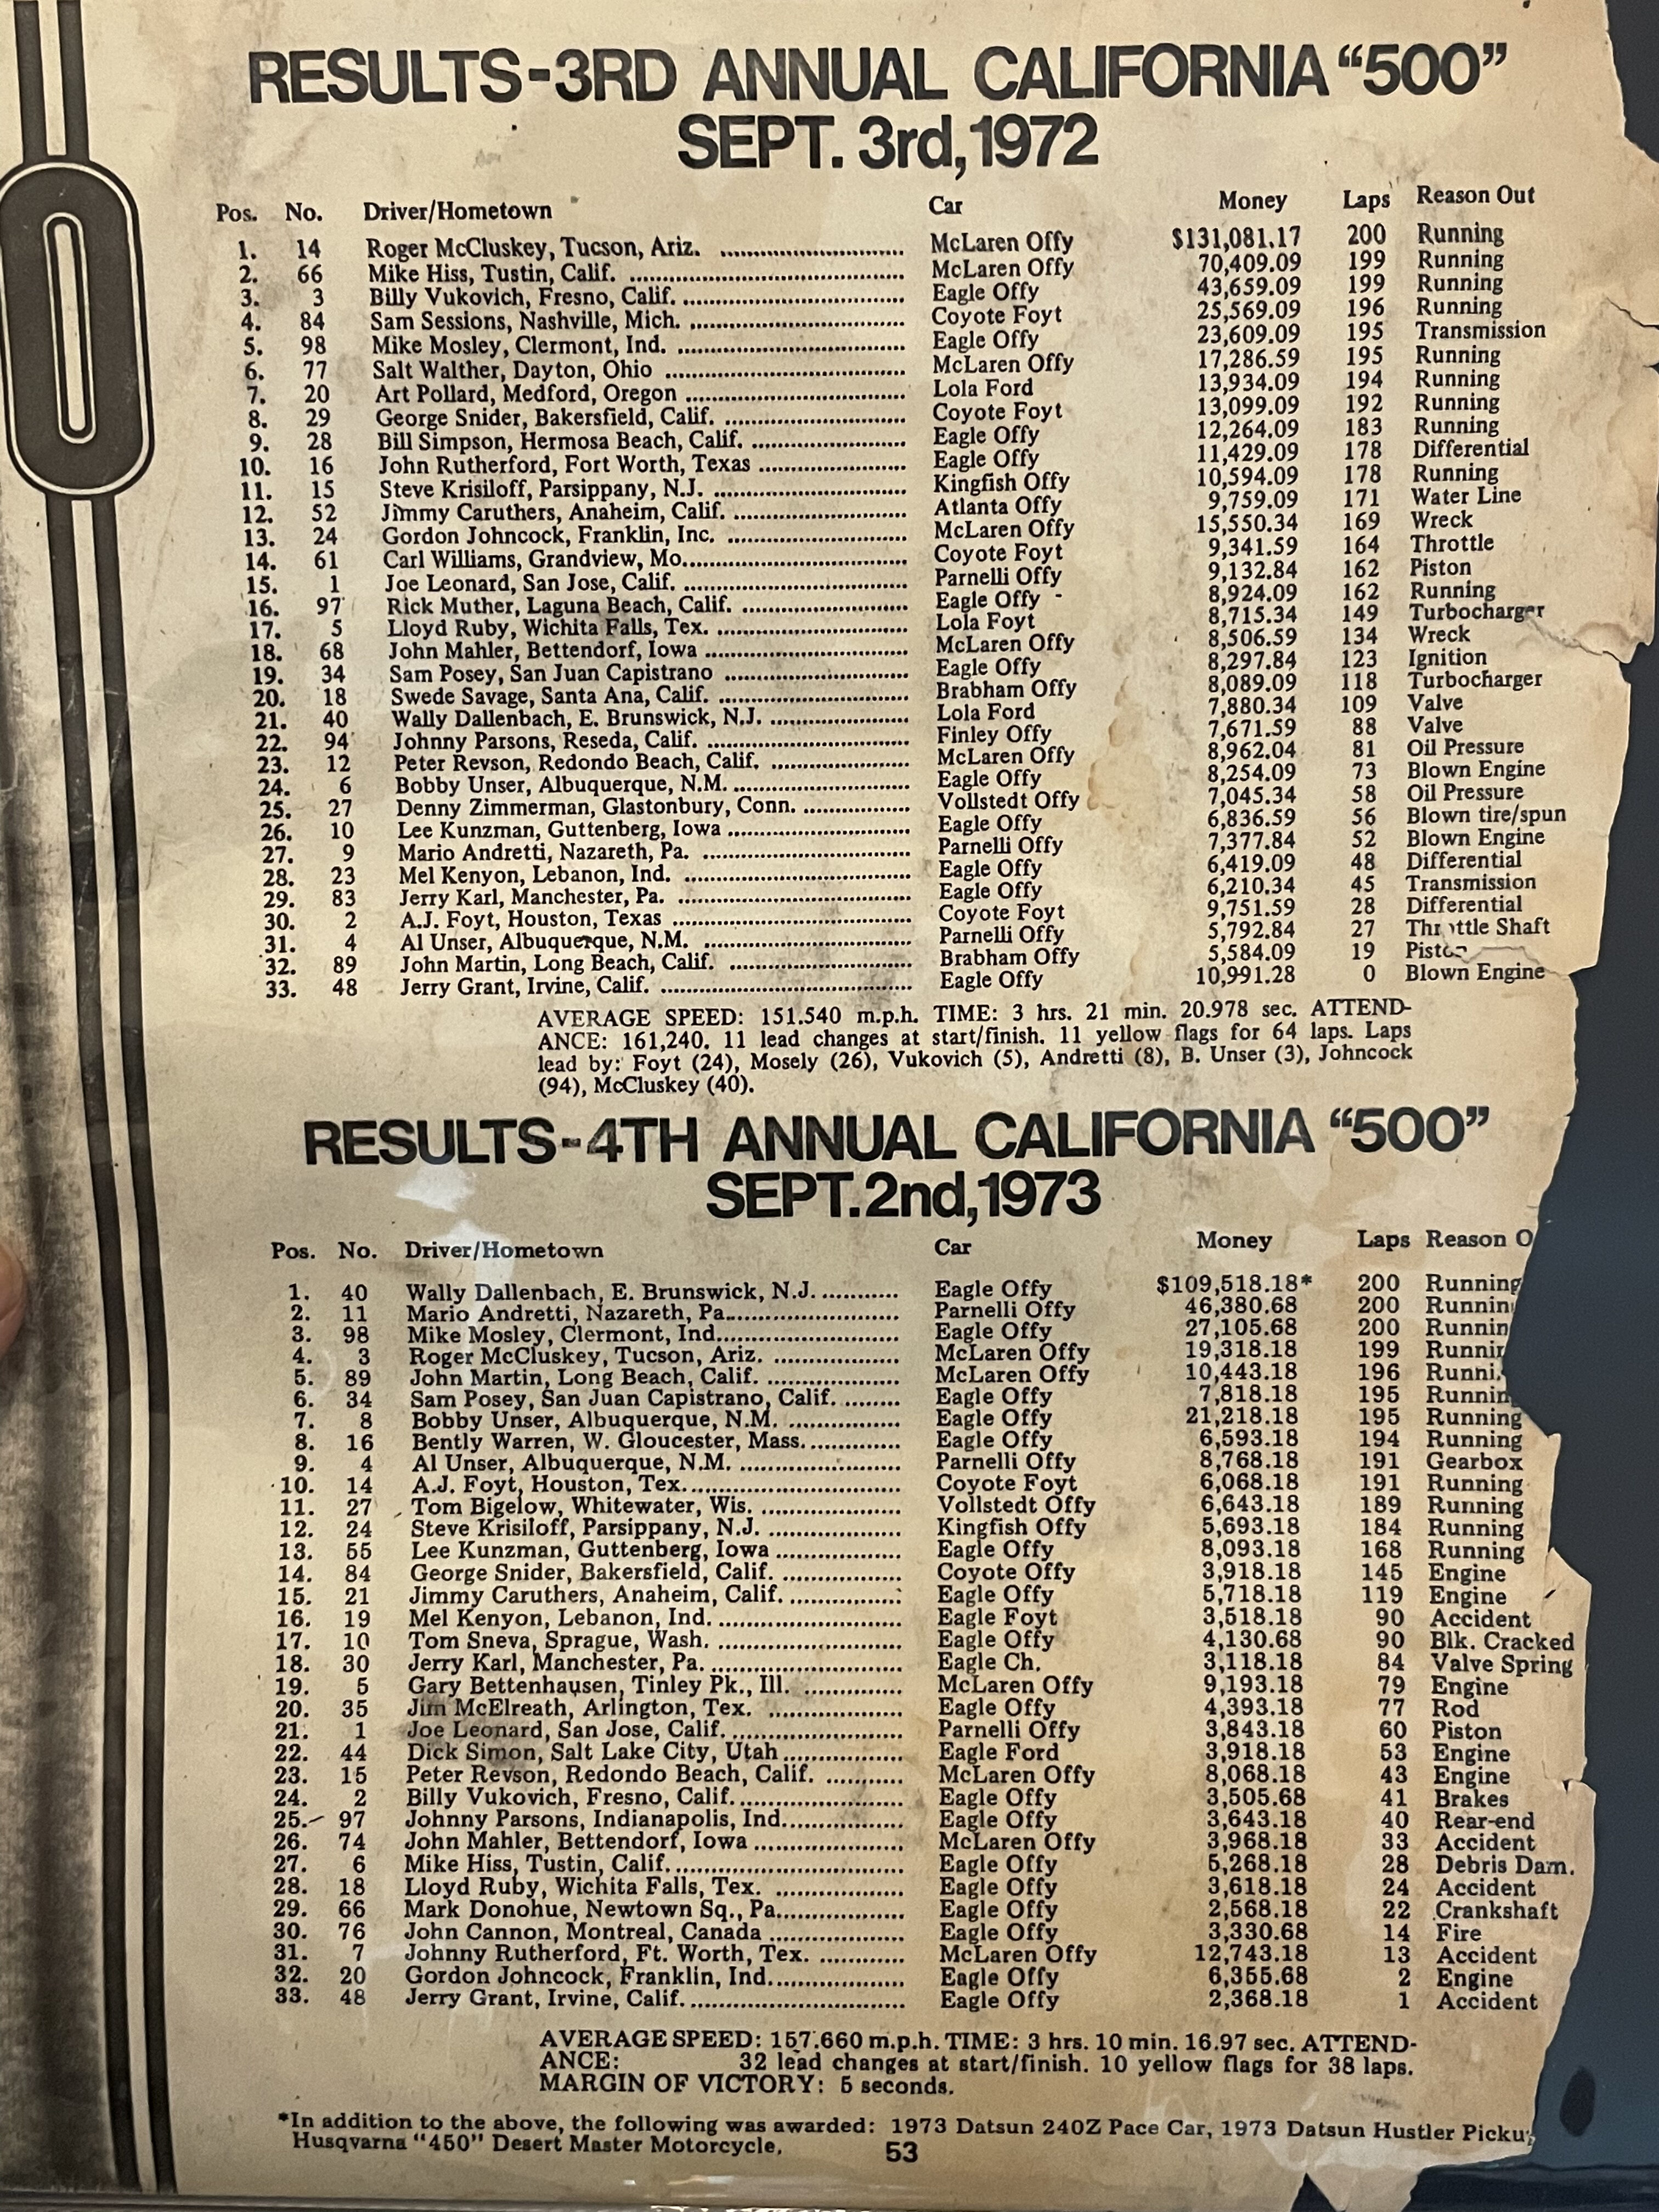 RESULTS-3RD ANNUAL CALIFORNIA "500"
SEPT. 3rd, 1972
Pos. No. Driver/Hometown Car Money Laps Reason Out
1. 14 Roger McCluskey, Tucson, Ariz. McLaren Offy $131,081.17 200 Running
2. 66 Mike Hiss, Tustin, Calif. McLaren Offy 70,409.09 199 Running
3. 3 Billy Vukovich, Fresno, Calif. Eagle Offy 43,659.09 199 Running
4. 84 Sam Sessions, Nashville, Mich. Coyote Foyt 25,569.09 196 Running
5. 98 Mike Mosley, Clermont, Ind. Eagle Offy 23,609.09 195 Transmission
6. 77 Salt Walther, Dayton, Ohio McLaren Offy 17,286.59 195 Running
7. 20 Art Pollard, Medford, Oregon Lola Ford 13,934.09 194 Running
8. 29 George Snider, Bakersfield, Calif. Coyote Foyt 13,099.09 192 Running
9. 28 Bill Simpson, Hermosa Beach, Calif. Eagle Offy 12,264.09 183 Running
10. 16 John Rutherford, Fort Worth, Texas Eagle Offy 11,429.09 178 Differential
11. 15 Steve Krisiloff, Parsippany, N.J. Kingfish Offy 10,594.09 178 Running
12. 52 Jimmy Caruthers, Anaheim, Calif. Atlanta Offy 9,759.09 171 Water Line
13. 24 Gordon Johncock, Franklin, Inc. McLaren Offy 15,550.34 169 Wreck
14. 61 Carl Williams, Grandview, Mo. Coyote Foyt 9,341.59 164 Throttle
15. 1 Joe Leonard, San Jose, Calif. Parnelli Offy 9,132.84 162 Piston
16. 97 Rick Muther, Laguna Beach, Calif. Eagle Offy 8,924.09 162 Running
17. 5 Lloyd Ruby, Wichita Falls, Tex. Lola Foyt 8,715.34 149 Turbocharger
18. 68 John Mahler, Bettendorf, Iowa McLaren Offy 8,506.59 134 Wreck
19. 34 Sam Posey, San Juan Capistrano Eagle Offy 8,297.84 123 Ignition
20. 18 Swede Savage, Santa Ana, Calif. Brabham Offy 8,089.09 118 Turbocharger
21. 40 Wally Dallenbach, E. Brunswick, N.J. Lola Ford 7,880.34 109 Valve
22. 94 Johnny Parsons, Reseda, Calif. Finley Offy 7,671.59 88 Valve
23. 12 Peter Revson, Redondo Beach, Calif. McLaren Offy 8,962.04 81 Oil Pressure
24. 6 Bobby Unser, Albuquerque, N.M. Eagle Offy 8,254.09 73 Blown Engine
25. 27 Denny Zimmerman, Glastonbury, Conn. Vollstedt Offy 7,045.34 58 Oil Pressure
26. 10 Lee Kunzman, Guttenberg, Iowa Eagle Offy 6,836.59 56 Blown tire/spun
27. 9 Mario Andretti, Nazareth, Pa. Parnelli Offy 7,377.84 52 Blown Engine
28. 23 Mel Kenyon, Lebanon, Ind. Eagle Offy 6,419.09 48 Differential
29. 83 Jerry Karl, Manchester, Pa. Eagle Offy 6,210.34 45 Transmission
30. 2 A.J. Foyt, Houston, Texas Coyote Foyt 9,751.59 28 Differential
31. 4 Al Unser, Albuquerque, N.M. Parnelli Offy 5,792.84 27 Throttle Shaft
32. 89 John Martin, Long Beach, Calif. Brabham Offy 5,584.09 19 Piston
33. 48 Jerry Grant, Irvine, Calif. Eagle Offy 10,991.28 0 Blown Engine
AVERAGE SPEED: 151.540 m.p.h. TIME: 3 hrs. 21 min. 20.978 sec. ATTEND-
ANCE: 161,240. 11 lead changes at start/finish. 11 yellow flags for 64 laps. Laps
lead by: Foyt (24), Mosely (26), Vukovich (5), Andretti (8), B. Unser (3), Johncock
(94), McCluskey (40).
RESULTS-4TH ANNUAL CALIFORNIA "500"
SEPT. 2nd, 1973
Pos. No. Driver/Hometown Car Money Laps Reason O
1. 40 Wally Dallenbach, E. Brunswick, N.J. Eagle Offy $109,518.18* 200 Running
2. 11 Mario Andretti, Nazareth, Pa. Parnelli Offy 46,380.68 200 Runnin
3. 98 Mike Mosley, Clermont, Ind. Eagle Offy 27,105.68 200 Runnin
4. 3 Roger McCluskey, Tucson, Ariz. McLaren Offy 19,318.18 199 Runnin
5. 89 John Martin, Long Beach, Calif. McLaren Offy 10,443.18 196 Runni
6. 34 Sam Posey, San Juan Capistrano, Calif. Eagle Offy 7,818.18 195 Runnin
7. 8 Bobby Unser, Albuquerque, N.M. Eagle Offy 21,218.18 195 Running
8. 16 Bently Warren, W. Gloucester, Mass. Eagle Offy 6,593.18 194 Running
9. 4 Al Unser, Albuquerque, N.M. Parnelli Offy 8,768.18 191 Gearbox
10. 14 A.J. Foyt, Houston, Tex. Coyote Foyt 6,068.18 191 Running
11. 27 Tom Bigelow, Whitewater, Wis. Vollstedt Offy 6,643.18 189 Running
12. 24 Steve Krisiloff, Parsippany, N.J. Kingfish Offy 5,693.18 184 Running
13. 55 Lee Kunzman, Guttenberg, Iowa Eagle Offy 8,093.18 168 Running
14. 84 George Snider, Bakersfield, Calif. Coyote Offy 3,918.18 145 Engine
15. 21 Jimmy Caruthers, Anaheim, Calif. Eagle Offy 5,718.18 119 Engine
16. 19 Mel Kenyon, Lebanon, Ind. Eagle Foyt 3,518.18 90 Accident
17. 10 Tom Sneva, Sprague, Wash. Eagle Offy 4,130.68 90 Blk. Cracked
18. 30 Jerry Karl, Manchester, Pa. Eagle Ch. 3,118.18 84 Valve Spring
19. 5 Gary Bettenhausen, Tinley Pk., Ill. McLaren Offy 9,193.18 79 Engine
20. 35 Jim McElreath, Arlington, Tex. Eagle Offy 4,393.18 77 Rod
21. 1 Joe Leonard, San Jose, Calif. Parnelli Offy 3,843.18 60 Piston
22. 44 Dick Simon, Salt Lake City, Utah Eagle Ford 3,918.18 53 Engine
23. 15 Peter Revson, Redondo Beach, Calif. McLaren Offy 8,068.18 43 Engine
24. 2 Billy Vukovich, Fresno, Calif. Eagle Offy 3,505.68 41 Brakes
25. 97 Johnny Parsons, Indianapolis, Ind. Eagle Offy 3,643.18 40 Rear-end
26. 74 John Mahler, Bettendorf, Iowa McLaren Offy 3,968.18 33 Accident
27. 6 Mike Hiss, Tustin, Calif. Eagle Offy 5,268.18 28 Debris Dam.
28. 18 Lloyd Ruby, Wichita Falls, Tex. Eagle Offy 3,618.18 24 Accident
29. 66 Mark Donohue, Newtown Sq., Pa. Eagle Offy 2,568.18 22 Crankshaft
30. 76 John Cannon, Montreal, Canada Eagle Offy 3,330.68 14 Fire
31. 7 Johnny Rutherford, Ft. Worth, Tex. McLaren Offy 12,743.18 13 Accident
32. 20 Gordon Johncock, Franklin, Ind. Eagle Offy 6,355.68 2 Engine
33. 48 Jerry Grant, Irvine, Calif. Eagle Offy 2,368.18 1 Accident
AVERAGE SPEED: 157.660 m.p.h. TIME: 3 hrs. 10 min. 16.97 sec. ATTEND-
ANCE: 32 lead changes at start/finish. 10 yellow flags for 38 laps.
MARGIN OF VICTORY: 5 seconds.
*In addition to the above, the following was awarded: 1973 Datsun 240Z Pace Car, 1973 Datsun Hustler Picku
Husqvarna "450" Desert Master Motorcycle.
53